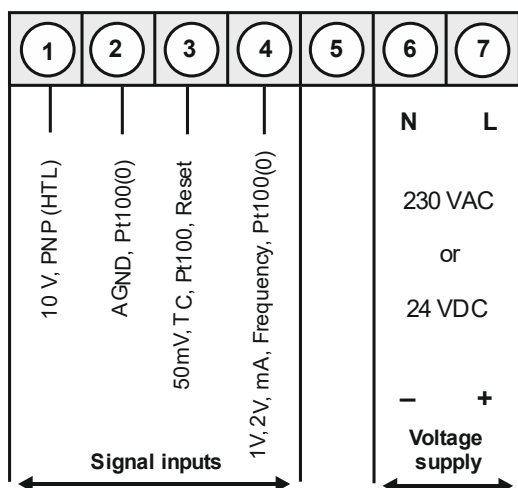 1 2 3 4 5 6 7
10 V, PNP (HTL)
AGND, Pt100(0)
50mV, TC, Pt100, Reset
1V, 2V, mA, Frequency, Pt100(0)
N L
230 VAC
or
24 VDC
– +
Signal inputs
Voltage
supply